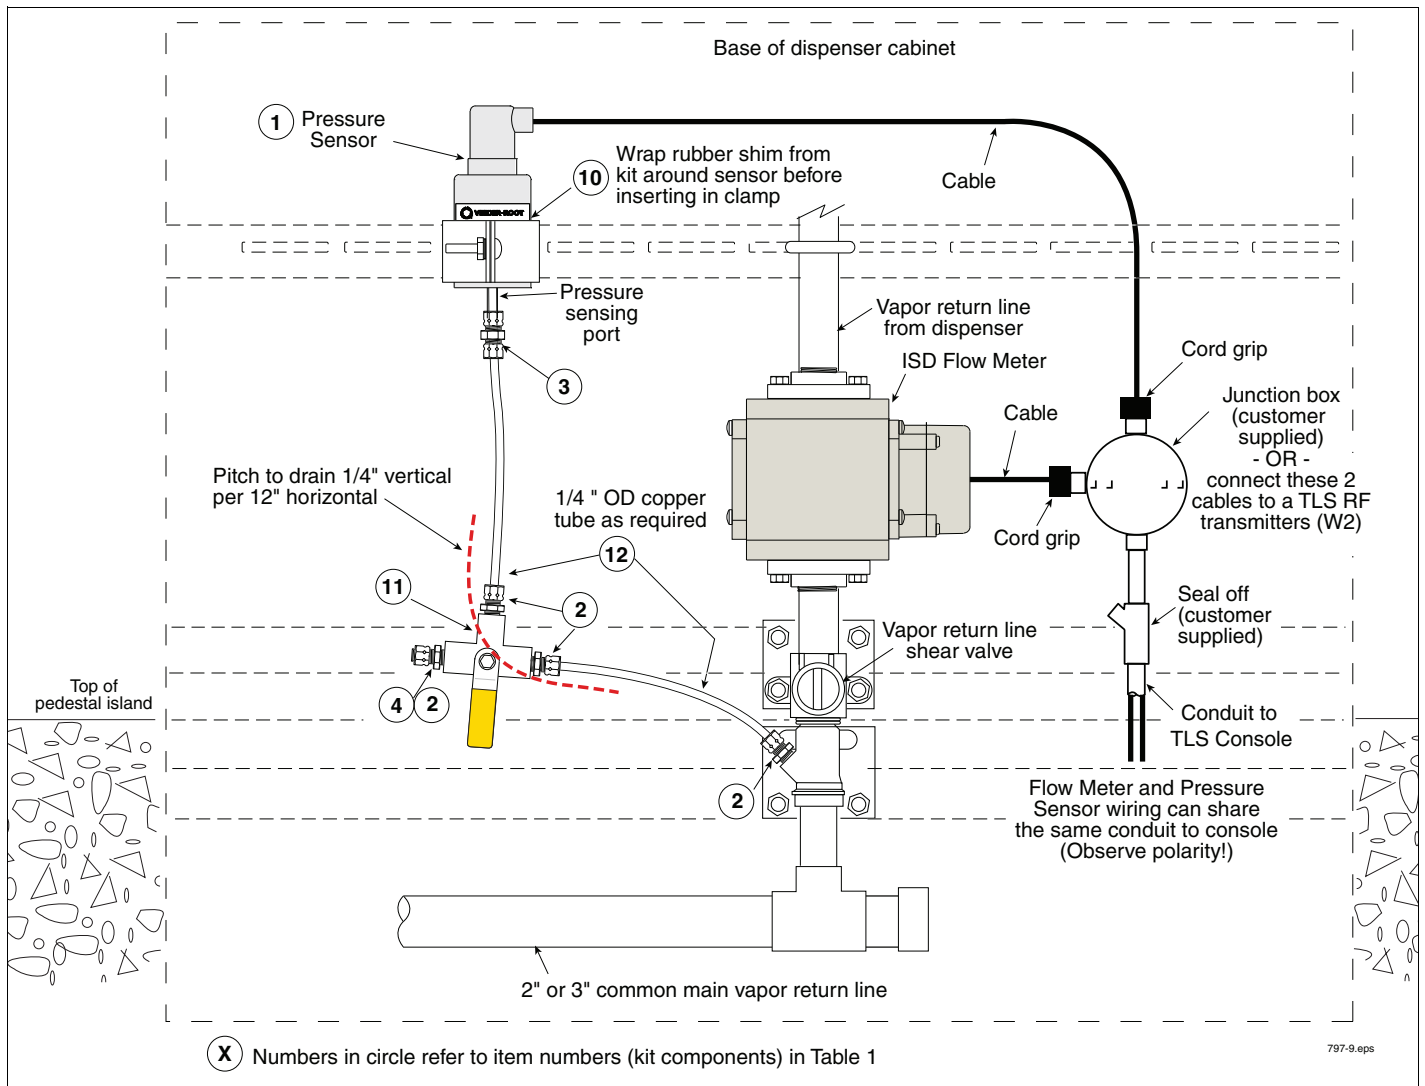 Base of dispenser cabinet
1
Pressure
Sensor
10
Wrap rubber shim from
kit around sensor before
inserting in clamp
Cable
VEEDER-ROOT
Pressure
sensing
port
Vapor return line
from dispenser
ISD Flow Meter
Cord grip
3
Cable
Junction box
(customer
supplied)
- OR -
connect these 2
cables to a TLS RF
transmitters (W2)
Pitch to drain 1/4" vertical
per 12" horizontal
1/4 " OD copper
tube as required
Cord grip
12
11
2
Seal off
(customer
supplied)
Vapor return line
shear valve
Top of
pedestal island
4
2
Conduit to
TLS Console
2
Flow Meter and Pressure
Sensor wiring can share
the same conduit to console
(Observe polarity!)
2" or 3" common main vapor return line
X
Numbers in circle refer to item numbers (kit components) in Table 1
797-9.eps